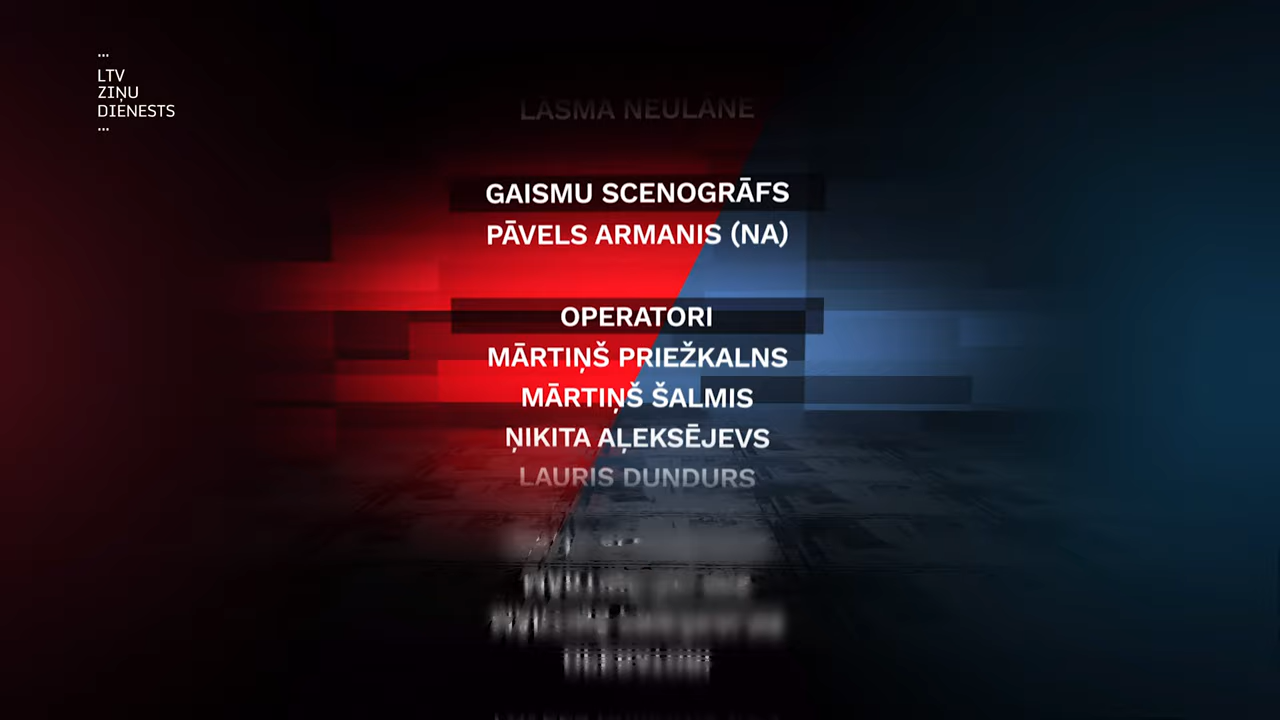 ...
LTV
ZIŅU
DIENESTS
...
LASMA NEULANE
GAISMU SCENOGRĀFS
PĀVELS ARMANIS (NA)
OPERATORI
MĀRTIŅŠ PRIEŽKALNS
MĀRTIŅŠ ŠALMIS
ŅIKITA AĻEKSĒJEVS
LAURIS DUNDURS